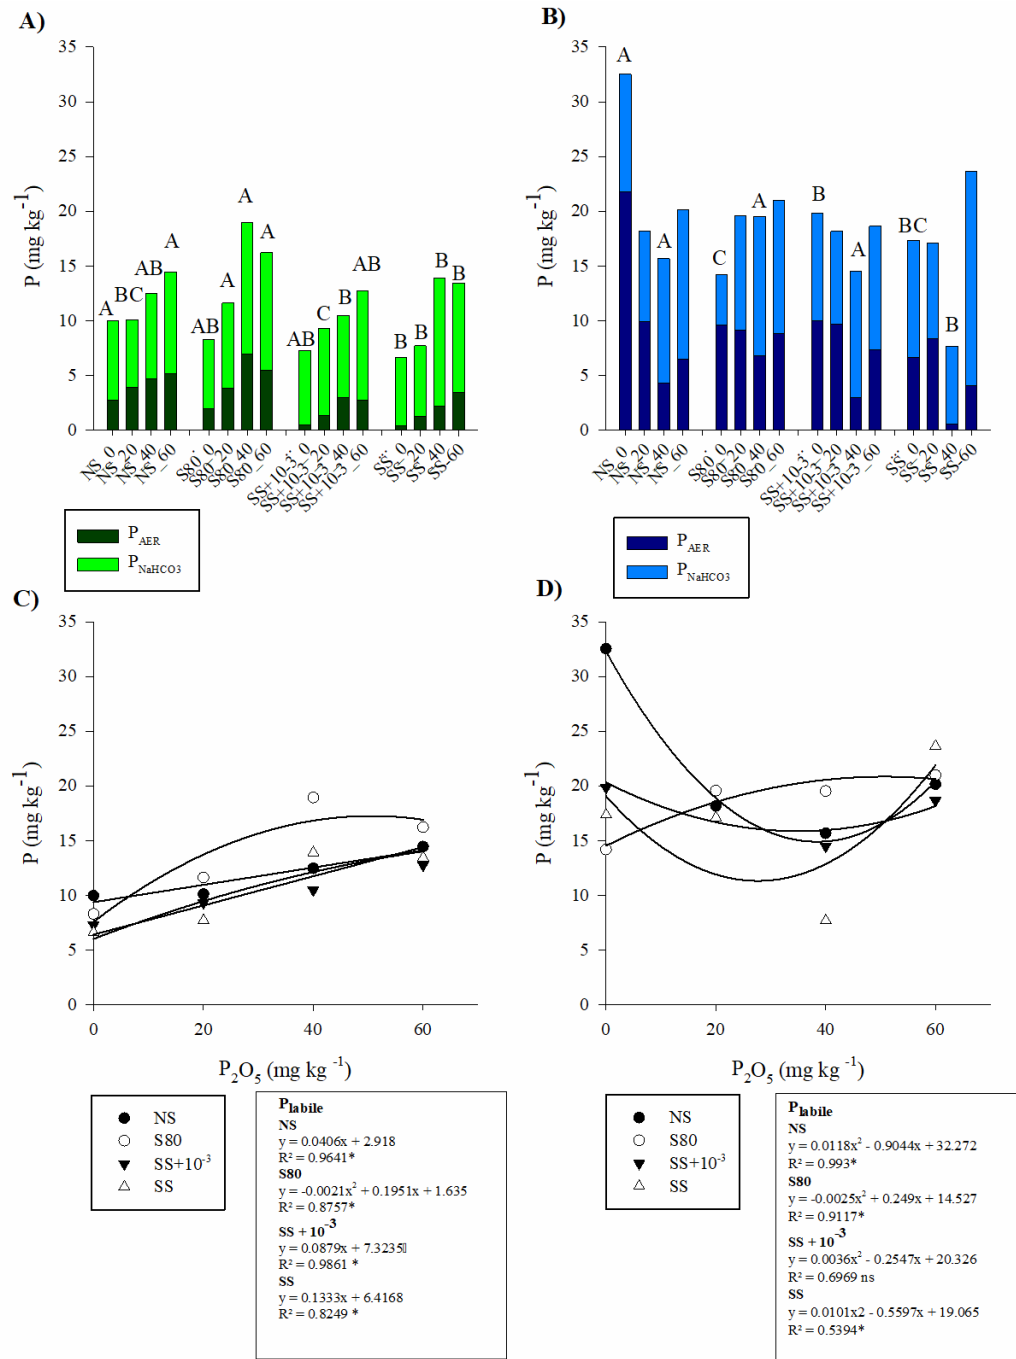 A)
35
30
25
20
15
10
5
0
P (mg kg-1)
A
BC
AB
A
AB
A
A
A
AB
C
B
AB
B
B
B
B
NS_0
NS_20
NS_40
NS_60
S80_20
S80_40
S80_60
SS+10-3_0
SS+10-3_20
SS+10-3_40
SS+10-3_60
SS_20
SS_40
SS-60
PAER
PNaHCO3
B)
35
30
25
20
15
10
5
0
P (mg kg-1)
A
A
C
A
B
A
BC
B
NS_0
NS_20
NS_40
NS_60
S80_20
S80_40
S80_60
SS+10-3_0
SS+10-3_20
SS+10-3_40
SS+10-3_60
SS_20
SS_40
SS-60
PAER
PNaHCO3
C)
35
30
25
20
15
10
5
0
P (mg kg-1)
0 20 40 60
P2O5 (mg kg -1)
NS
S80
SS+10-3
SS
Plabile
NS
y = 0.0406x + 2.918
R² = 0.9641*
S80
y = -0.0021x2 + 0.1951x + 1.635
R² = 0.8757*
SS + 10-3
y = 0.0879x + 7.3235
R² = 0.9861 *
SS
y = 0.1333x + 6.4168
R² = 0.8249 *
D)
35
30
25
20
15
10
5
0
P (mg kg-1)
0 20 40 60
P2O5 (mg kg -1)
NS
S80
SS+10-3
SS
Plabile
NS
y = 0.0118x2 - 0.9044x + 32.272
R² = 0.993*
S80
y = -0.0025x2 + 0.249x + 14.527
R² = 0.9117*
SS + 10-3
y = 0.0036x2 - 0.2547x + 20.326
R² = 0.6969 ns
SS
y = 0.0101x2 - 0.5597x + 19.065
R² = 0.5394*